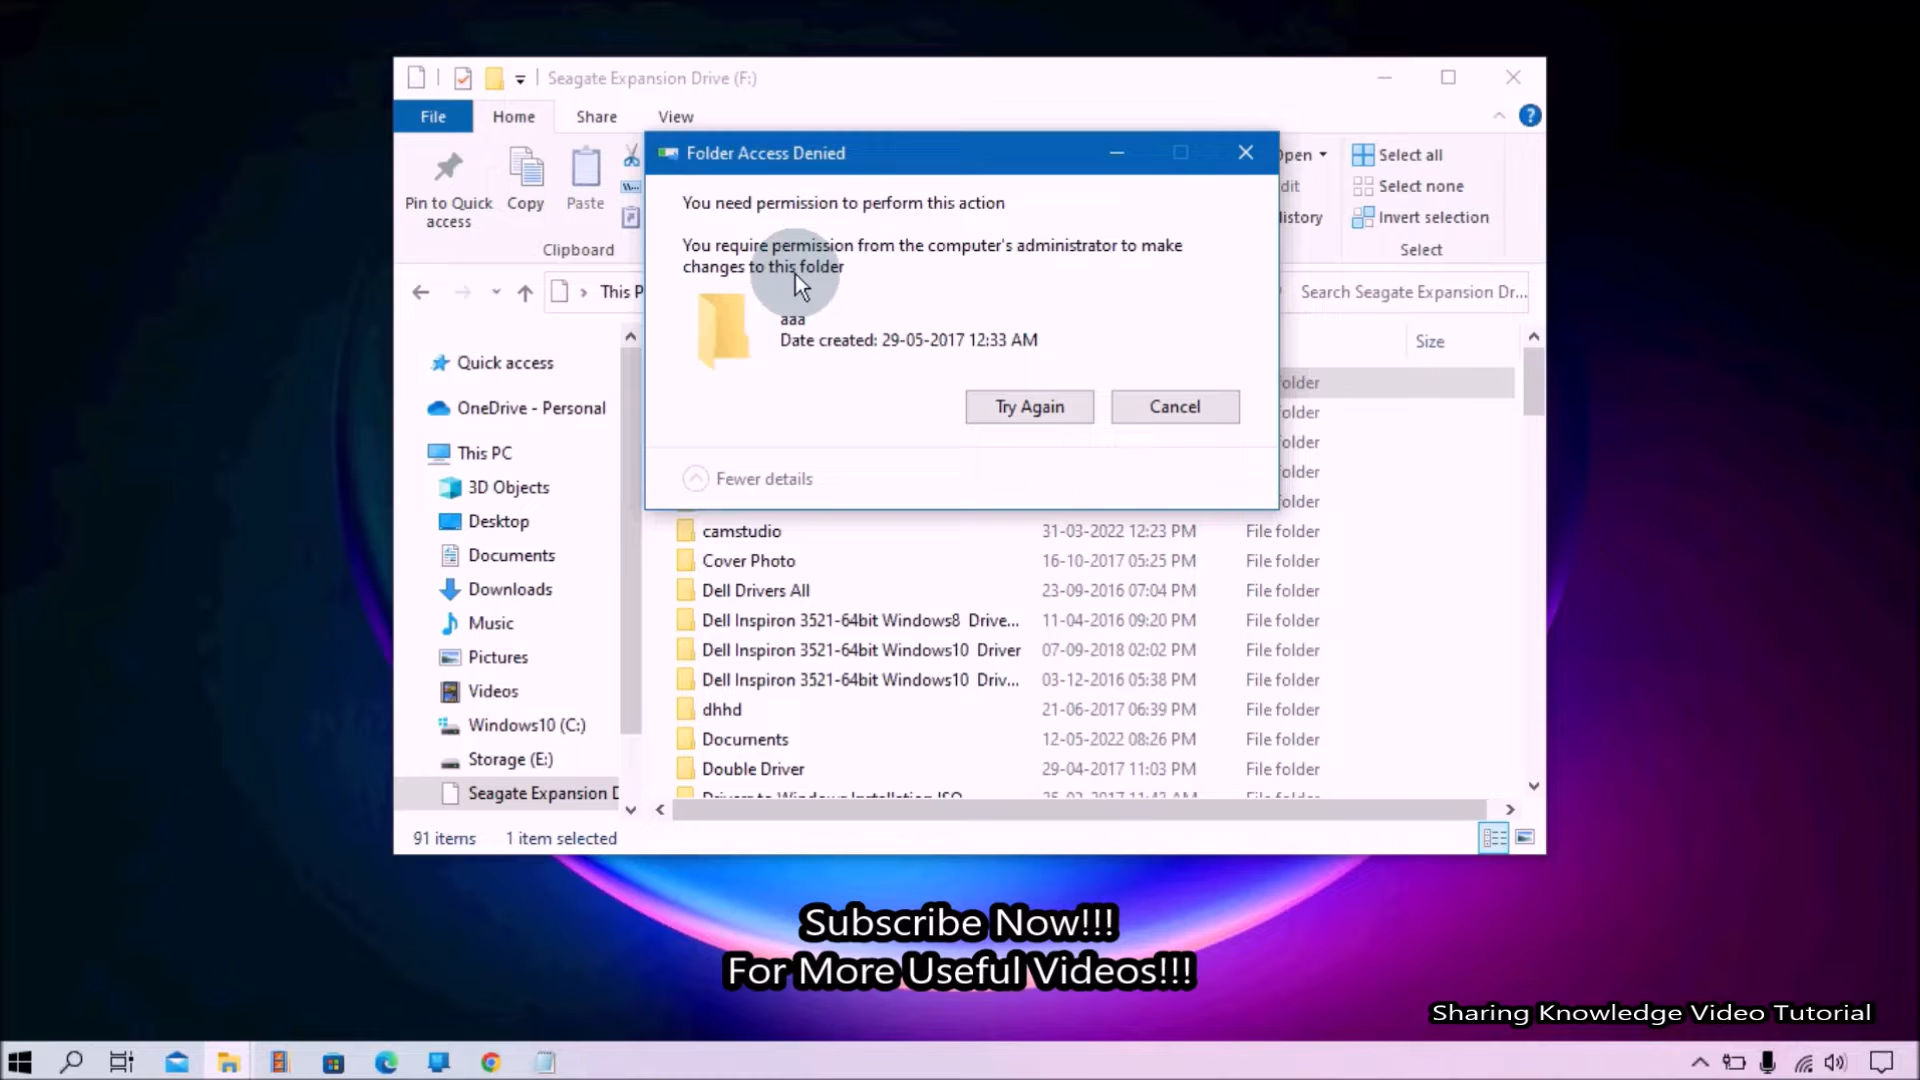 Seagate Expansion Drive (F:)
File
Home
Share
View
Pin to Quick
access
Copy
Paste
Clipboard
Select all
Select none
Invert selection
Select
Folder Access Denied
You need permission to perform this action
You require permission from the computer's administrator to make
changes to this folder
aaa
Date created: 29-05-2017 12:33 AM
Try Again
Cancel
Fewer details
This P
Search Seagate Expansion Dr...
Size
Quick access
OneDrive - Personal
This PC
3D Objects
Desktop
Documents
Downloads
Music
Pictures
Videos
Windows10 (C:)
Storage (E:)
Seagate Expansion D
camstudio 31-03-2022 12:23 PM File folder
Cover Photo 16-10-2017 05:25 PM File folder
Dell Drivers All 23-09-2016 07:04 PM File folder
Dell Inspiron 3521-64bit Windows8 Drive... 11-04-2016 09:20 PM File folder
Dell Inspiron 3521-64bit Windows10 Driver 07-09-2018 02:02 PM File folder
Dell Inspiron 3521-64bit Windows10 Driv... 03-12-2016 05:38 PM File folder
dhhd 21-06-2017 06:39 PM File folder
Documents 12-05-2022 08:26 PM File folder
Double Driver 29-04-2017 11:03 PM File folder
91 items
1 item selected
Subscribe Now!!!
For More Useful Videos!!!
Sharing Knowledge Video Tutorial